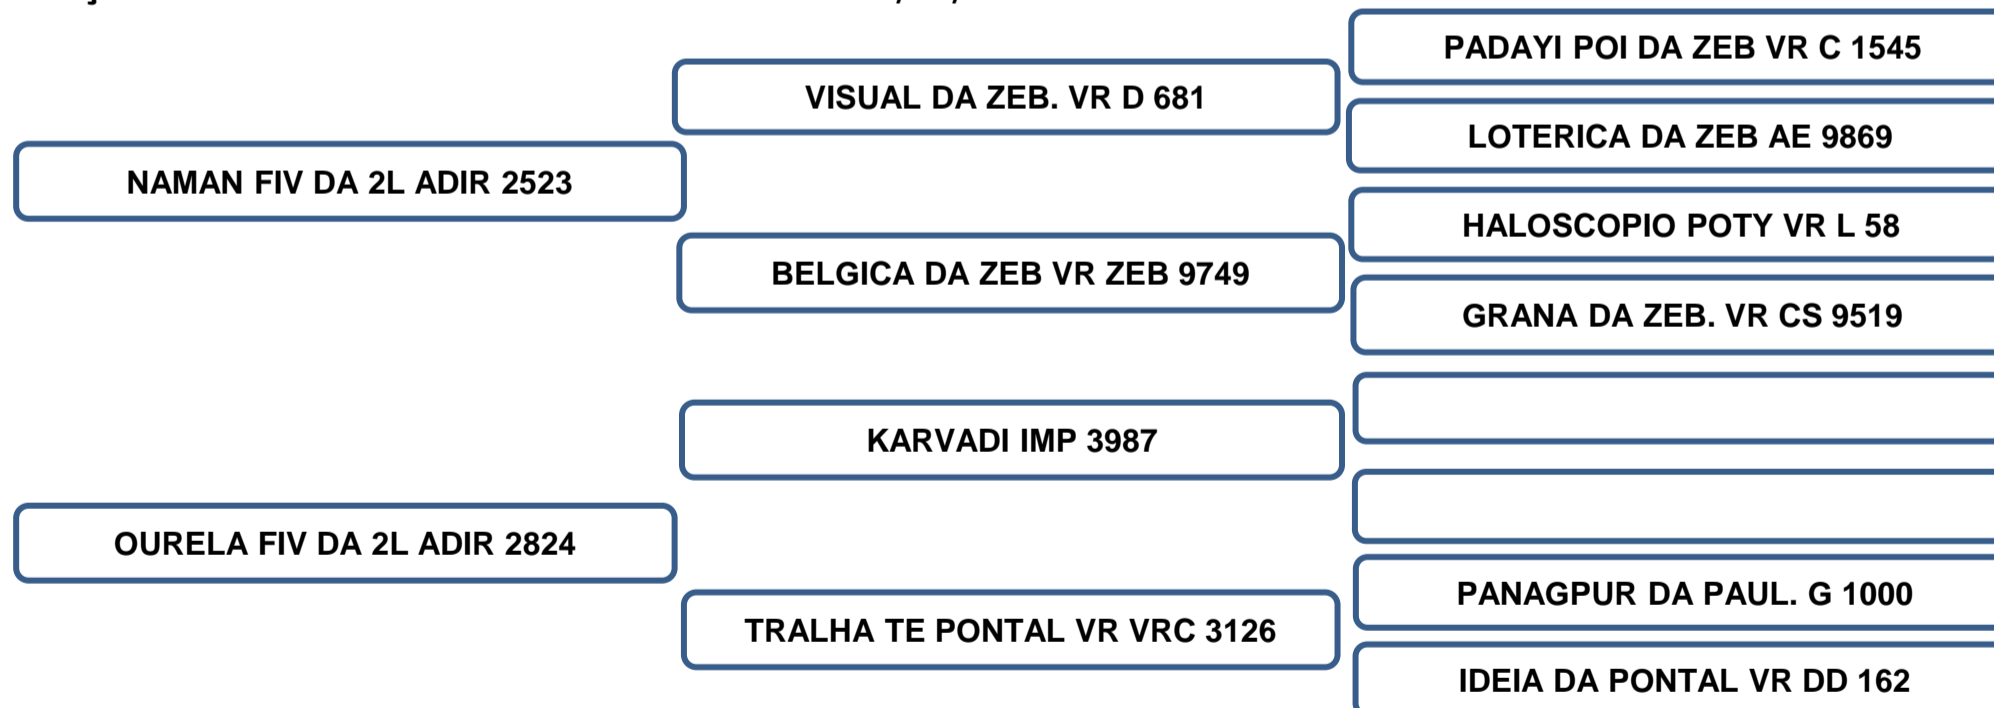 PADAYI POI DA ZEB VR C 1545
VISUAL DA ZEB. VR D 681
LOTERICA DA ZEB AE 9869
NAMAN FIV DA 2L ADIR 2523
HALOSCOPIO POTY VR L 58
BELGICA DA ZEB VR ZEB 9749
GRANA DA ZEB. VR CS 9519
KARVADI IMP 3987
OURELA FIV DA 2L ADIR 2824
PANAGPUR DA PAUL. G 1000
TRALHA TE PONTAL VR VRC 3126
IDEIA DA PONTAL VR DD 162